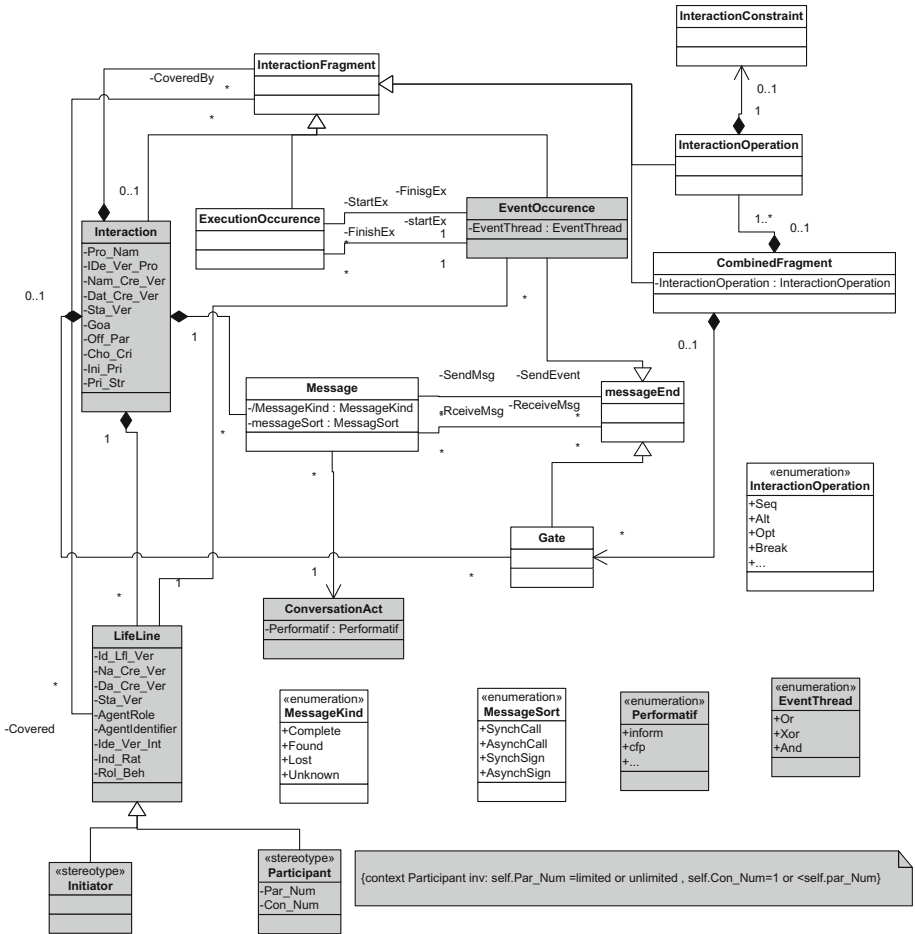 InteractionConstraint
InteractionFragment
-CoveredBy
*
*
0..1
1
InteractionOperation
0..1
ExecutionOccurence
-StartEx
-FinisgEx
-startEx
-FinishEx
*
1
*
1
EventOccurence
-EventThread : EventThread
1..*
0..1
CombinedFragment
-InteractionOperation : InteractionOperation
Interaction
-Pro_Nam
-IDe_Ver_Pro
-Nam_Cre_Ver
-Dat_Cre_Ver
-Sta_Ver
-Goa
-Off_Par
-Cho_Cri
-Ini_Pri
-Pri_Str
0..1
1
*
0..1
Message
-/MessageKind : MessageKind
-messageSort : MessagSort
-SendMsg
-SendEvent
-RceiveMsg
-ReceiveMsg
*
*
*
*
messageEnd
1
*
*
«enumeration»
InteractionOperation
+Seq
+Alt
+Opt
+Break
+...
Gate
*
*
1
1
*
ConversationAct
-Performatif : Performatif
LifeLine
-Id_Lfl_Ver
-Na_Cre_Ver
-Da_Cre_Ver
-Sta_Ver
-AgentRole
-AgentIdentifier
-Ide_Ver_Int
-Ind_Rat
-Rol_Beh
*
-Covered
«enumeration»
MessageKind
+Complete
+Found
+Lost
+Unknown
«enumeration»
MessageSort
+SynchCall
+AsynchCall
+SynchSign
+AsynchSign
«enumeration»
Performatif
+inform
+cfp
+...
«enumeration»
EventThread
+Or
+Xor
+And
«stereotype»
Initiator
«stereotype»
Participant
-Par_Num
-Con_Num
{context Participant inv: self.Par_Num =limited or unlimited , self.Con_Num=1 or <self.par_Num}